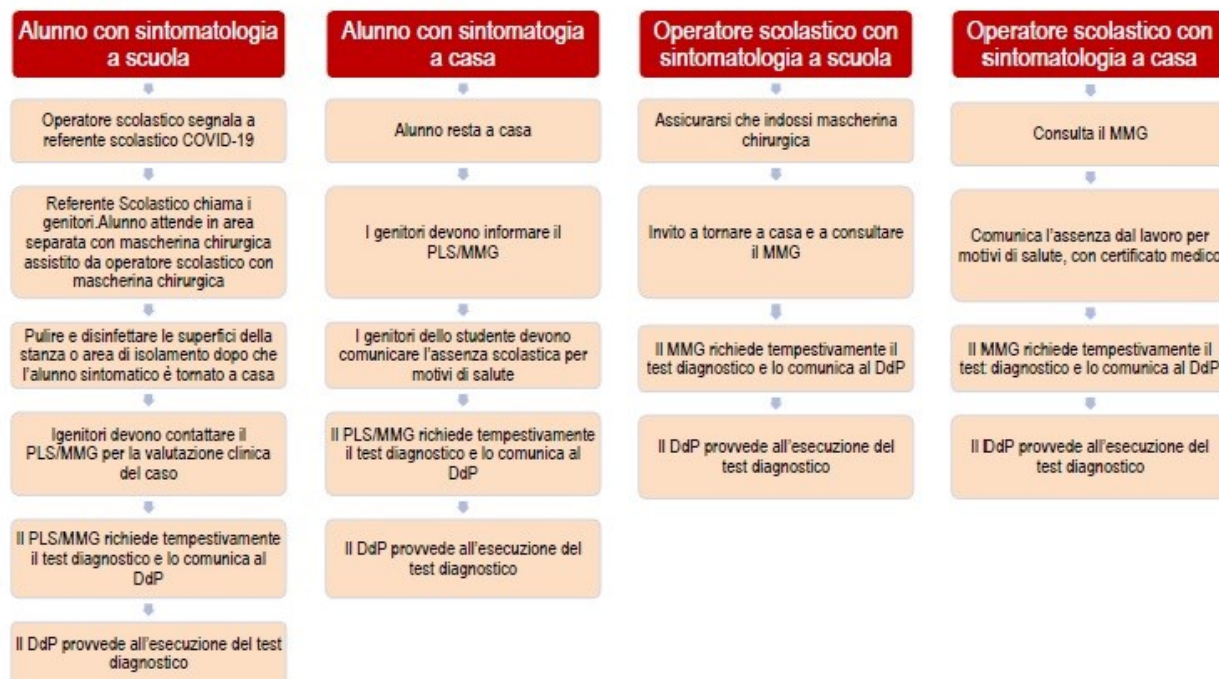 Alunno con sintomatologia
a scuola
Operatore scolastico segnala a
referente scolastico COVID-19
Referente Scolastico chiama i
genitori.Alunno attende in area
separata con mascherina chirurgica
assistito da operatore scolastico con
mascherina chirurgica
Pulire e disinfettare le superfici della
stanza o area di isolamento dopo che
l'alunno sintomatico è tornato a casa
Igenitori devono contattare il
PLS/MMG per la valutazione clinica
del caso
Il PLS/MMG richiede tempestivamente
il test diagnostico e lo comunica al
DdP
Il DdP provvede all'esecuzione del test
diagnostico
Alunno con sintomatogia
a casa
Alunno resta a casa
I genitori devono informare il
PLS/MMG
I genitori dello studente devono
comunicare l'assenza scolastica per
motivi di salute
Il PLS/MMG richiede tempestivamente
il test diagnostico e lo comunica al
DdP
Il DdP provvede all'esecuzione del
test diagnostico
Operatore scolastico con
sintomatologia a scuola
Assicurarsi che indossi mascherina
chirurgica
Invito a tornare a casa e a consultare
il MMG
Il MMG richiede tempestivamente il
test diagnostico e lo comunica al DdP
Il DdP provvede all'esecuzione del
test diagnostico
Operatore scolastico con
sintomatologia a casa
Consulta il MMG
Comunica l'assenza dal lavoro per
motivi di salute, con certificato medico
Il MMG richiede tempestivamente il
test diagnostico e lo comunica al DdP
Il DdP provvede all'esecuzione del
test diagnostico